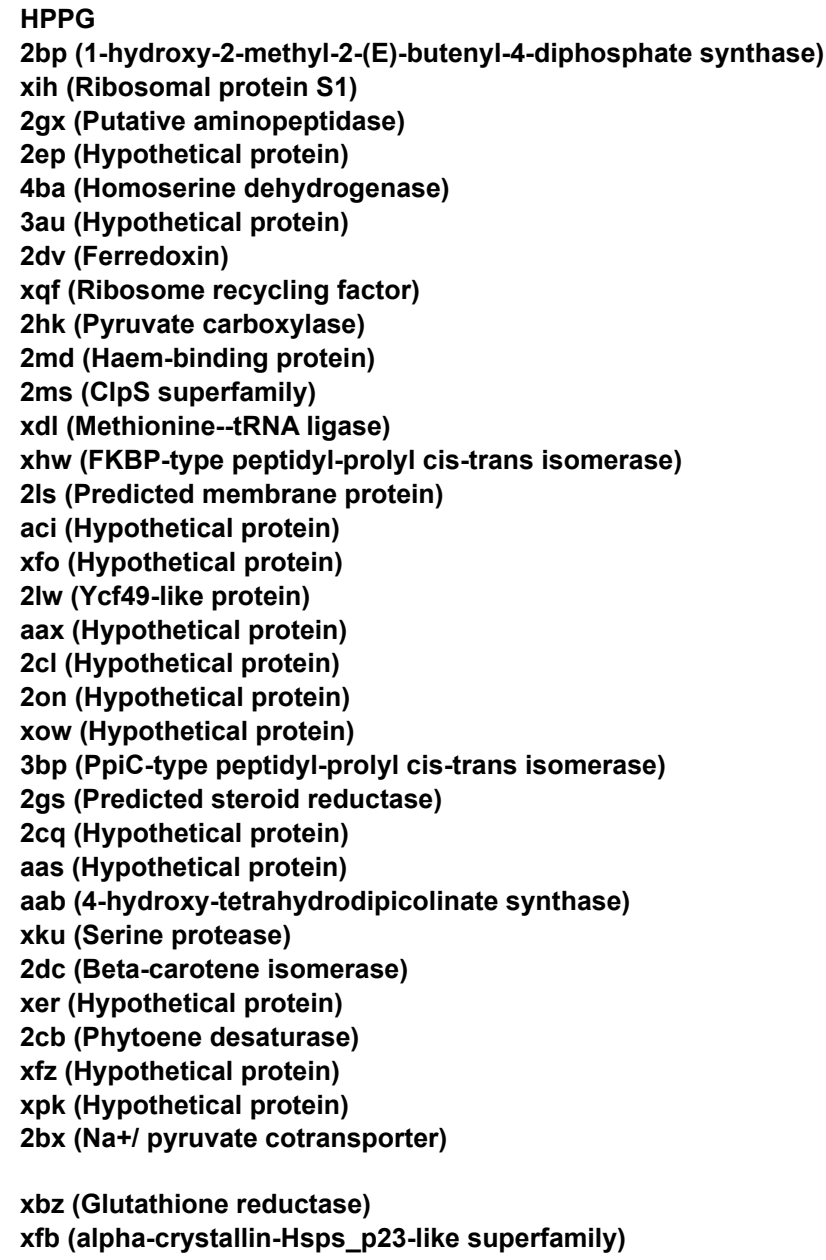 HPPG
2bp (1-hydroxy-2-methyl-2-(E)-butenyl-4-diphosphate synthase)
xih (Ribosomal protein S1)
2gx (Putative aminopeptidase)
2ep (Hypothetical protein)
4ba (Homoserine dehydrogenase)
3au (Hypothetical protein)
2dv (Ferredoxin)
xqf (Ribosome recycling factor)
2hk (Pyruvate carboxylase)
2md (Haem-binding protein)
2ms (ClpS superfamily)
xdl (Methionine--tRNA ligase)
xhw (FKBP-type peptidyl-prolyl cis-trans isomerase)
2ls (Predicted membrane protein)
aci (Hypothetical protein)
xfo (Hypothetical protein)
2lw (Ycf49-like protein)
aax (Hypothetical protein)
2cl (Hypothetical protein)
2on (Hypothetical protein)
xow (Hypothetical protein)
3bp (PpiC-type peptidyl-prolyl cis-trans isomerase)
2gs (Predicted steroid reductase)
2cq (Hypothetical protein)
aas (Hypothetical protein)
aab (4-hydroxy-tetrahydrodipicolinate synthase)
xku (Serine protease)
2dc (Beta-carotene isomerase)
xer (Hypothetical protein)
2cb (Phytoene desaturase)
xfz (Hypothetical protein)
xpk (Hypothetical protein)
2bx (Na+/ pyruvate cotransporter)
xbz (Glutathione reductase)
xfb (alpha-crystallin-Hsps_p23-like superfamily)